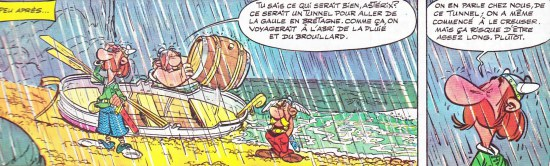 PEU APRÈS...
TU SAIS CE QUI SERAIT BIEN, ASTÉRIX?
CE SERAIT UN TUNNEL POUR ALLER DE
LA GAULE EN BRETAGNE. COMME ÇA, ON
VOYAGERAIT À L'ABRI DE LA PLUIE
ET DU BROUILLARD.
ON EN PARLE CHEZ NOUS, DE
CE TUNNEL; ON A MÊME
COMMENCÉ À LE CREUSER.
MAIS ÇA RISQUE D'ÊTRE
ASSEZ LONG, PLUTÔT.